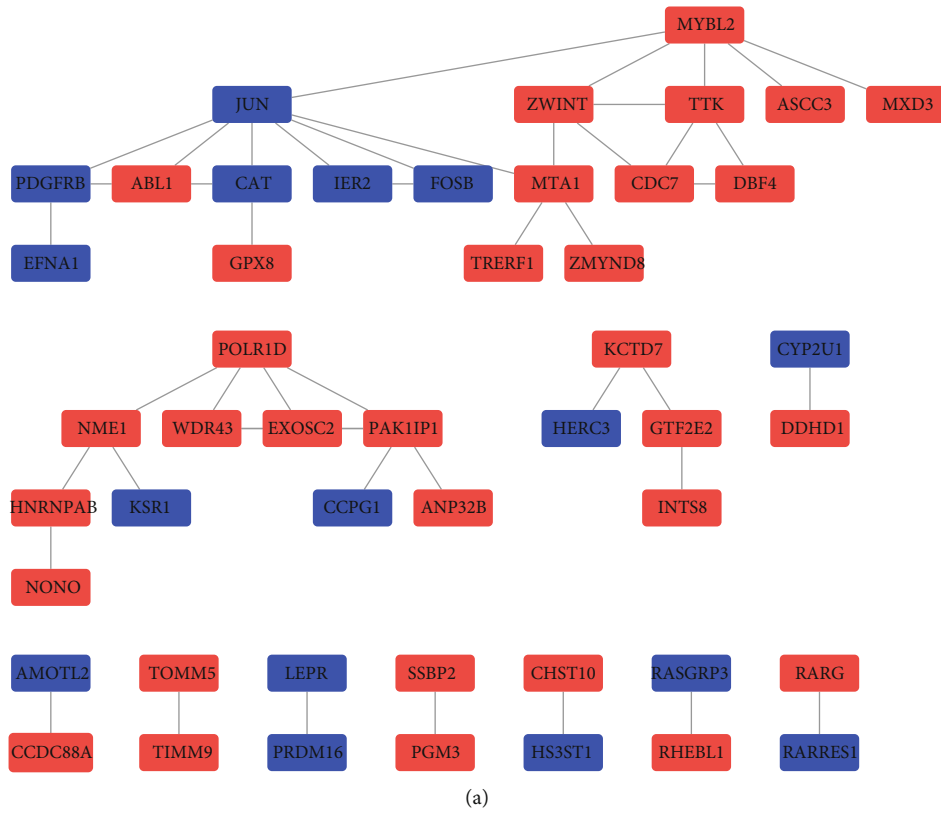 MYBL2
JUN ZWINT TTK ASCC3 MXD3
PDGFRB ABL1 CAT IER2 FOSB MTA1 CDC7 DBF4
EFNA1 GPX8 TRERF1 ZMYND8
POLR1D KCTD7 CYP2U1
NME1 WDR43 EXOSC2 PAK1IP1 HERC3 GTF2E2 DDHD1
HNRNPAB KSR1 CCPG1 ANP32B INTS8
NONO
AMOTL2 TOMM5 LEPR SSBP2 CHST10 RASGRP3 RARG
CCDC88A TIMM9 PRDM16 PGM3 HS3ST1 RHEBL1 RARRES1
(a)